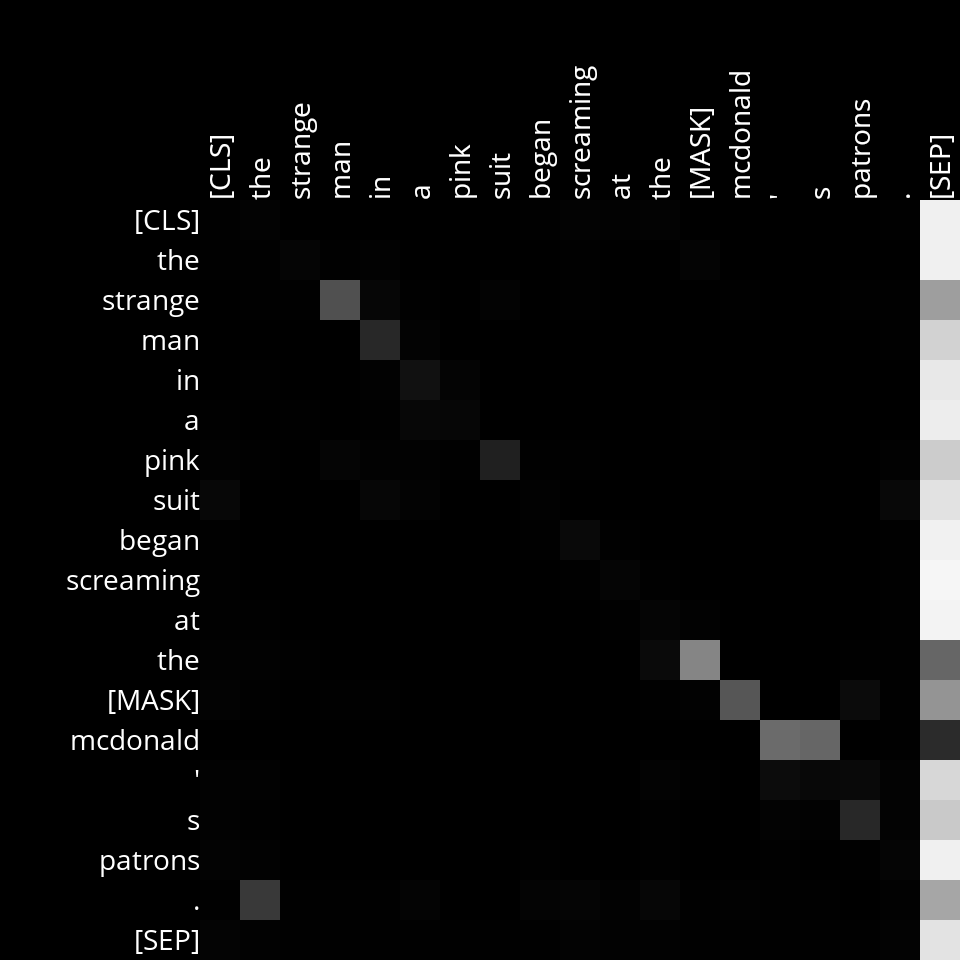 [CLS] the strange man in a pink suit began screaming at the [MASK] mcdonald ' s patrons . [SEP]
[CLS]
the
strange
man
in
a
pink
suit
began
screaming
at
the
[MASK]
mcdonald
'
s
patrons
.
[SEP]